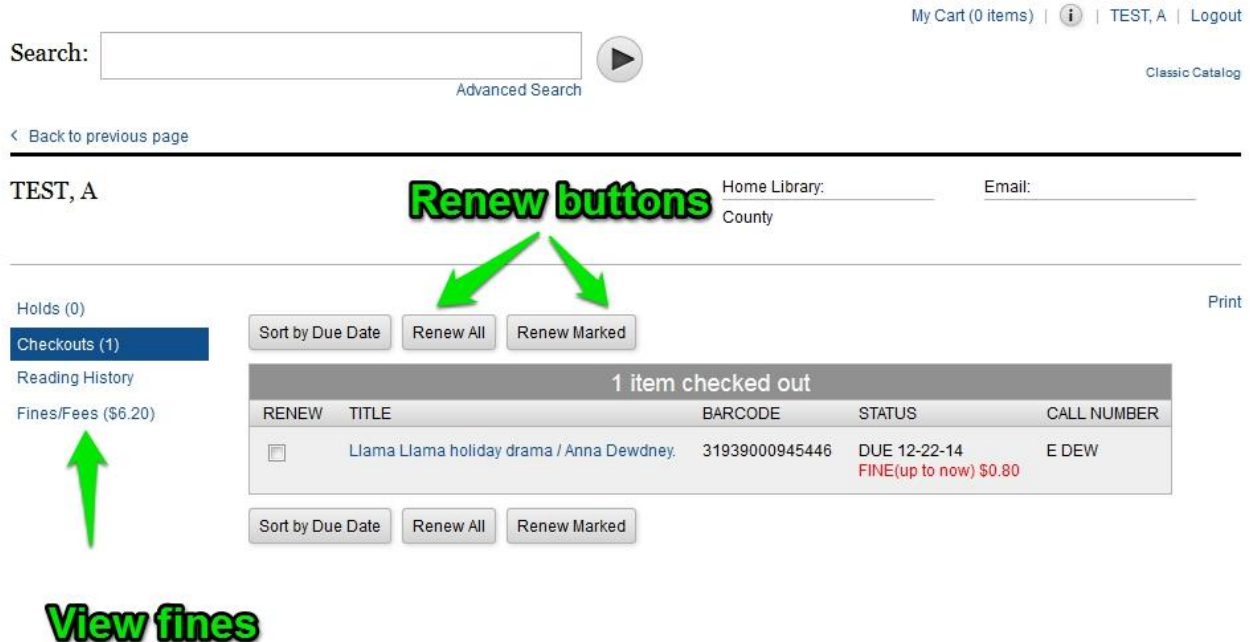 My Cart (0 items) | i | TEST, A | Logout
Search:
Classic Catalog
Advanced Search
< Back to previous page
TEST, A
Renew buttons
Home Library:
Email:
County
Holds (0)
Print
Sort by Due Date Renew All Renew Marked
Checkouts (1)
Reading History
1 item checked out
Fines/Fees ($6.20)
RENEW TITLE BARCODE STATUS CALL NUMBER
Llama Llama holiday drama / Anna Dewdney. 31939000945446 DUE 12-22-14 E DEW
FINE(up to now) $0.80
Sort by Due Date Renew All Renew Marked
View fines